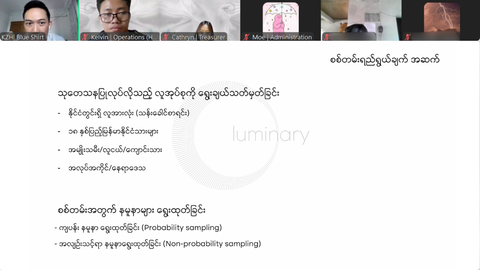 KZH| Blue Shirt
Kelvin | Operations (H
Cathryn| Treasurer
Moe | Administration
စစ်တမ်းရည်ရွယ်ချက် အဆက်
သုတေသနပြုလုပ်လိုသည့် လူအုပ်စုကို ရွေးချယ်သတ်မှတ်ခြင်း
- နိုင်ငံတွင်းရှိ လူအားလုံး (သန်းခေါင်စာရင်း)
- ၁၈ နှစ်ပြည့်မြန်မာနိုင်ငံသားများ
- အမျိုးသမီး/လူငယ်/ကျောင်းသား
- အလုပ်အကိုင်/နေရာဒေသ
luminary
စစ်တမ်းအတွက် နမူနာများ ရွေးထုတ်ခြင်း
- ကျပန်း နမူနာ ရွေးထုတ်ခြင်း (Probability sampling)
- အလျဉ်းသင့်ရာ နမူနာရွေးထုတ်ခြင်း (Non-probability sampling)